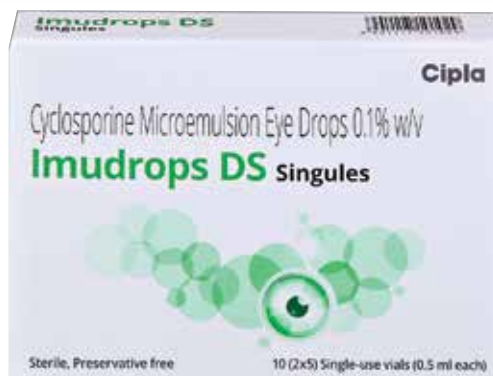 Imudrops DS
Singules
Cipla
Cyclosporine Microemulsion Eye Drops 0.1% w/v
Imudrops DS Singules
Sterile, Preservative free
10 (2x5) Single-use vials (0.5 ml each)